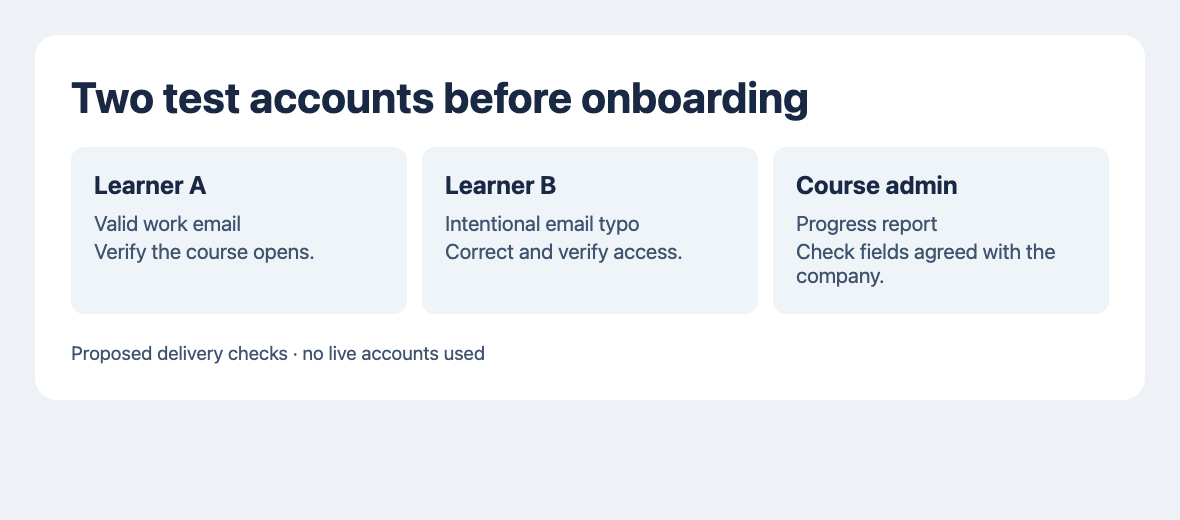 Two test accounts before onboarding
Learner A
Valid work email
Verify the course opens.
Learner B
Intentional email typo
Correct and verify access.
Course admin
Progress report
Check fields agreed with the
company.
Proposed delivery checks · no live accounts used